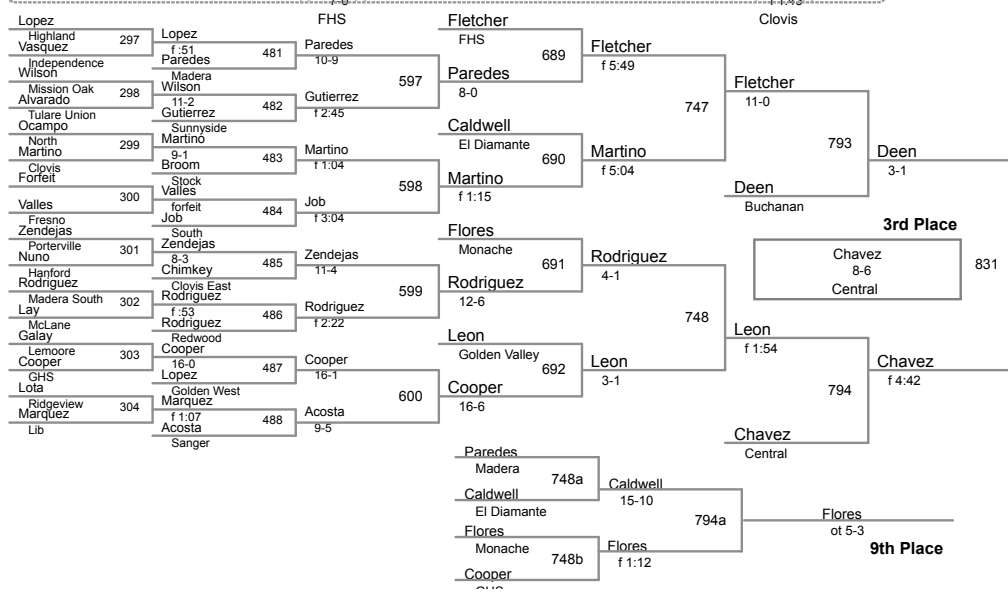 FHS
Clovis
Lopez
Highland
297
Vasquez
Independence
Wilson
Mission Oak
298
Alvarado
Tulare Union
Ocampo
North
299
Martino
Clovis
Forfeit
300
Valles
Fresno
Zendejas
Porterville
301
Nuno
Hanford
Rodriguez
Madera South
302
Lay
McLane
Galay
Lemoore
303
Cooper
GHS
Lota
Ridgeview
304
Marquez
Lib
Lopez
f :51
481
Paredes
Madera
Wilson
11-2
482
Gutierrez
Sunnyside
Martino
9-1
483
Broom
Stock
Valles
forfeit
484
Job
South
Zendejas
8-3
485
Chimkey
Clovis East
Rodriguez
f :53
486
Rodriguez
Redwood
Cooper
16-0
487
Lopez
Golden West
Marquez
f 1:07
488
Acosta
Sanger
Paredes
10-9
597
Gutierrez
f 2:45
Martino
f 1:04
598
Job
f 3:04
Zendejas
11-4
599
Rodriguez
f 2:22
Cooper
16-1
600
Acosta
9-5
Fletcher
FHS
689
Paredes
8-0
Caldwell
El Diamante
690
Martino
f 1:15
Flores
Monache
691
Rodriguez
12-6
Leon
Golden Valley
692
Cooper
16-6
Fletcher
f 5:49
747
Martino
f 5:04
Rodriguez
4-1
748
Leon
3-1
Fletcher
11-0
793
Deen
Buchanan
Leon
f 1:54
794
Chavez
Central
Deen
3-1
3rd Place
Chavez
8-6
Central
831
Chavez
f 4:42
Paredes
Madera
748a
Caldwell
El Diamante
Flores
Monache
748b
Cooper
Caldwell
15-10
794a
Flores
f 1:12
Flores
ot 5-3
9th Place